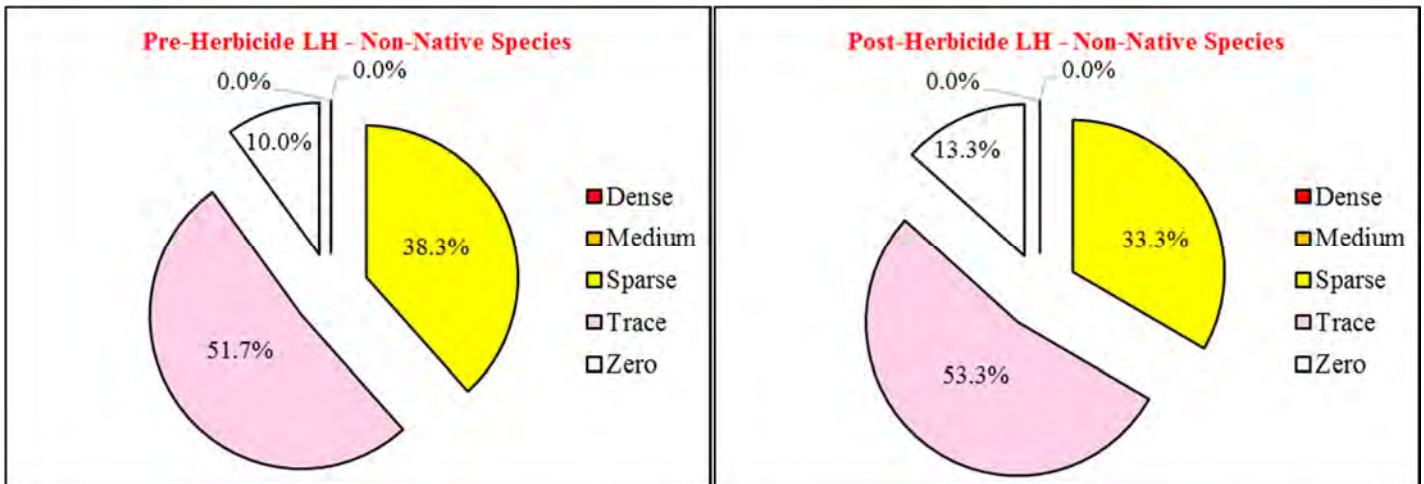 Pre-Herbicide LH - Non-Native Species
0.0%
0.0%
10.0%
38.3%
51.7%
Dense
Medium
Sparse
Trace
Zero
Post-Herbicide LH - Non-Native Species
0.0%
0.0%
13.3%
33.3%
53.3%
Dense
Medium
Sparse
Trace
Zero